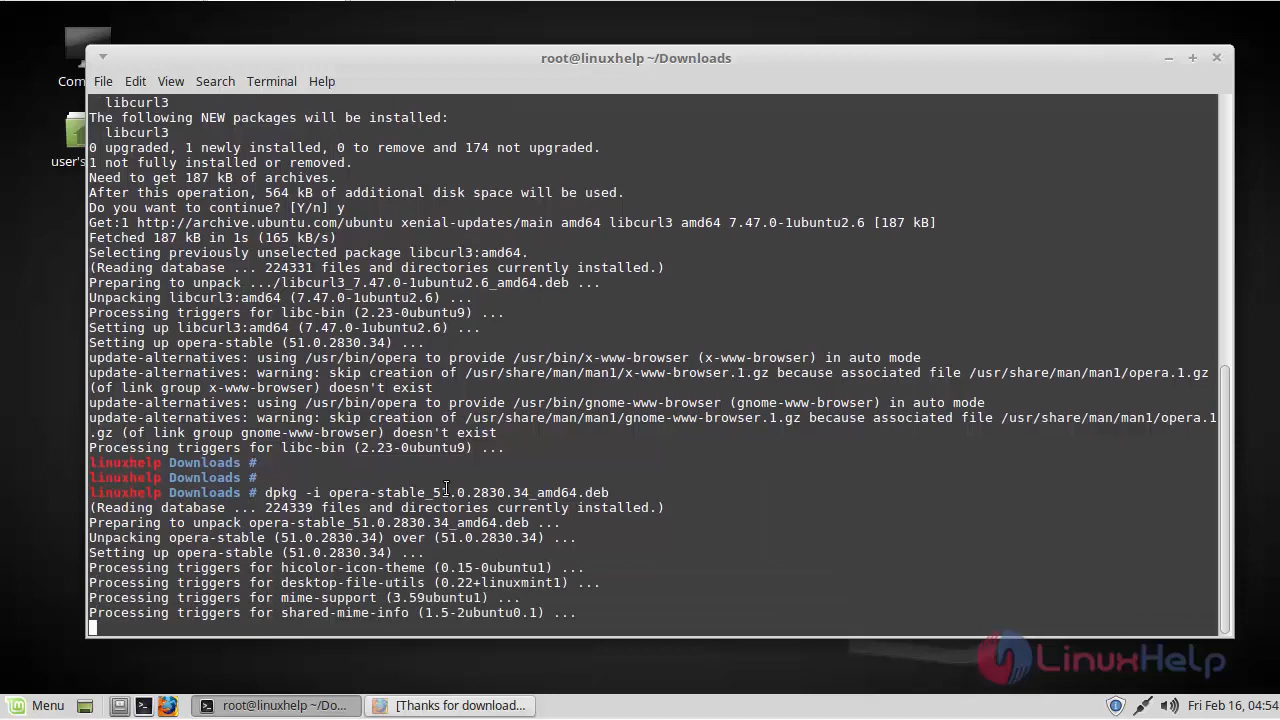 root@linuxhelp ~/Downloads
File Edit View Search Terminal Help
libcurl3
The following NEW packages will be installed:
libcurl3
0 upgraded, 1 newly installed, 0 to remove and 174 not upgraded.
1 not fully installed or removed.
Need to get 187 kB of archives.
After this operation, 564 kB of additional disk space will be used.
Do you want to continue? [Y/n] y
Get:1 http://archive.ubuntu.com/ubuntu xenial-updates/main amd64 libcurl3 amd64 7.47.0-1ubuntu2.6 [187 kB]
Fetched 187 kB in 1s (165 kB/s)
Selecting previously unselected package libcurl3:amd64.
(Reading database ... 224331 files and directories currently installed.)
Preparing to unpack .../libcurl3_7.47.0-1ubuntu2.6_amd64.deb ...
Unpacking libcurl3:amd64 (7.47.0-1ubuntu2.6) ...
Processing triggers for libc-bin (2.23-0ubuntu9) ...
Setting up libcurl3:amd64 (7.47.0-1ubuntu2.6) ...
Setting up opera-stable (51.0.2830.34) ...
update-alternatives: using /usr/bin/opera to provide /usr/bin/x-www-browser (x-www-browser) in auto mode
update-alternatives: warning: skip creation of /usr/share/man/man1/x-www-browser.1.gz because associated file /usr/share/man/man1/opera.1.gz
(of link group x-www-browser) doesn't exist
update-alternatives: using /usr/bin/opera to provide /usr/bin/gnome-www-browser (gnome-www-browser) in auto mode
update-alternatives: warning: skip creation of /usr/share/man/man1/gnome-www-browser.1.gz because associated file /usr/share/man/man1/opera.1
.gz (of link group gnome-www-browser) doesn't exist
Processing triggers for libc-bin (2.23-0ubuntu9) ...
linuxhelp Downloads #
linuxhelp Downloads #
linuxhelp Downloads # dpkg -i opera-stable_51.0.2830.34_amd64.deb
(Reading database ... 224339 files and directories currently installed.)
Preparing to unpack opera-stable_51.0.2830.34_amd64.deb ...
Unpacking opera-stable (51.0.2830.34) over (51.0.2830.34) ...
Setting up opera-stable (51.0.2830.34) ...
Processing triggers for hicolor-icon-theme (0.15-0ubuntu1) ...
Processing triggers for desktop-file-utils (0.22+linuxmint1) ...
Processing triggers for mime-support (3.59ubuntu1) ...
Processing triggers for shared-mime-info (1.5-2ubuntu0.1) ...
Com
user's
LinuxHelp
Menu root@linuxhelp ~/Do... [Thanks for download... Fri Feb 16, 04:54